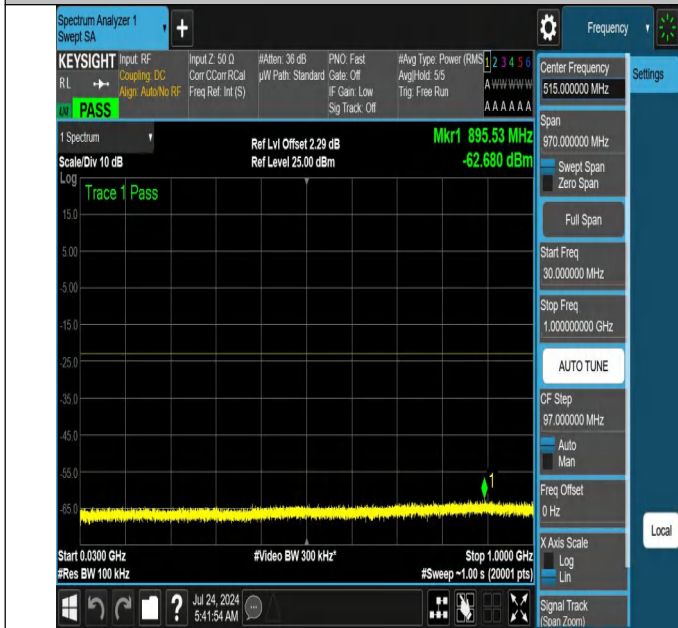 Spectrum Analyzer 1
Swept SA
Frequency
KEYSIGHT
Input: RF
Input Z: 50 Ω
#Atten: 36 dB
PNO: Fast
#Avg Type: Power (RMS
1 2 3 4 5 6
RL
Coupling: DC
Corr CCorr RCal
µW Path: Standard
Gate: Off
Avg|Hold: 5/5
Align: Auto/No RF
Freq Ref: Int (S)
IF Gain: Low
Trig: Free Run
Sig Track: Off
PASS
A A A A A A
Center Frequency
515.000000 MHz
Settings
Span
970.000000 MHz
Swept Span
Zero Span
Full Span
Start Freq
30.000000 MHz
Stop Freq
1.000000000 GHz
AUTO TUNE
CF Step
97.000000 MHz
Auto
Man
Freq Offset
0 Hz
X Axis Scale
Log
Lin
Signal Track
(Span Zoom)
Local
1 Spectrum
Scale/Div 10 dB
Ref Lvl Offset 2.29 dB
Ref Level 25.00 dBm
Mkr1 895.53 MHz
-62.680 dBm
Log
Trace 1 Pass
15.0
5.00
-5.00
-15.0
-25.0
-35.0
-45.0
-55.0
-65.0
1
Start 0.0300 GHz
#Video BW 300 kHz*
Stop 1.0000 GHz
#Res BW 100 kHz
#Sweep ~1.00 s (20001 pts)
?
Jul 24, 2024
5:41:54 AM